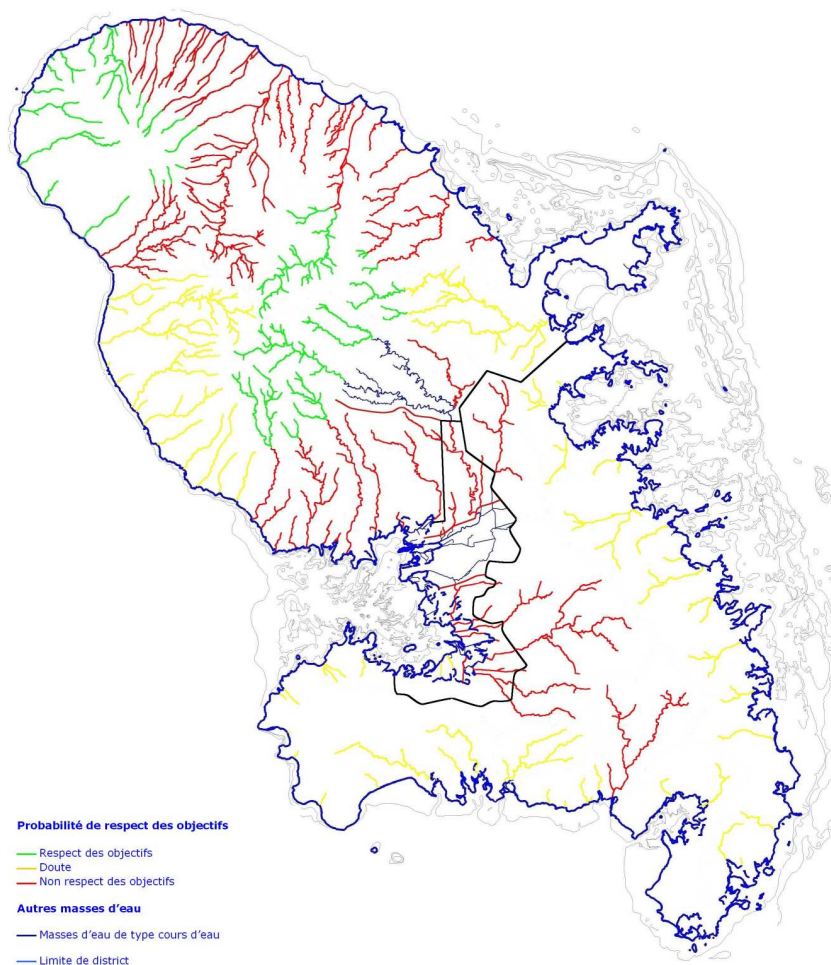 Probabilité de respect des objectifs
Respect des objectifs
Doute
Non respect des objectifs
Autres masses d'eau
Masses d'eau de type cours d'eau
Limite de district